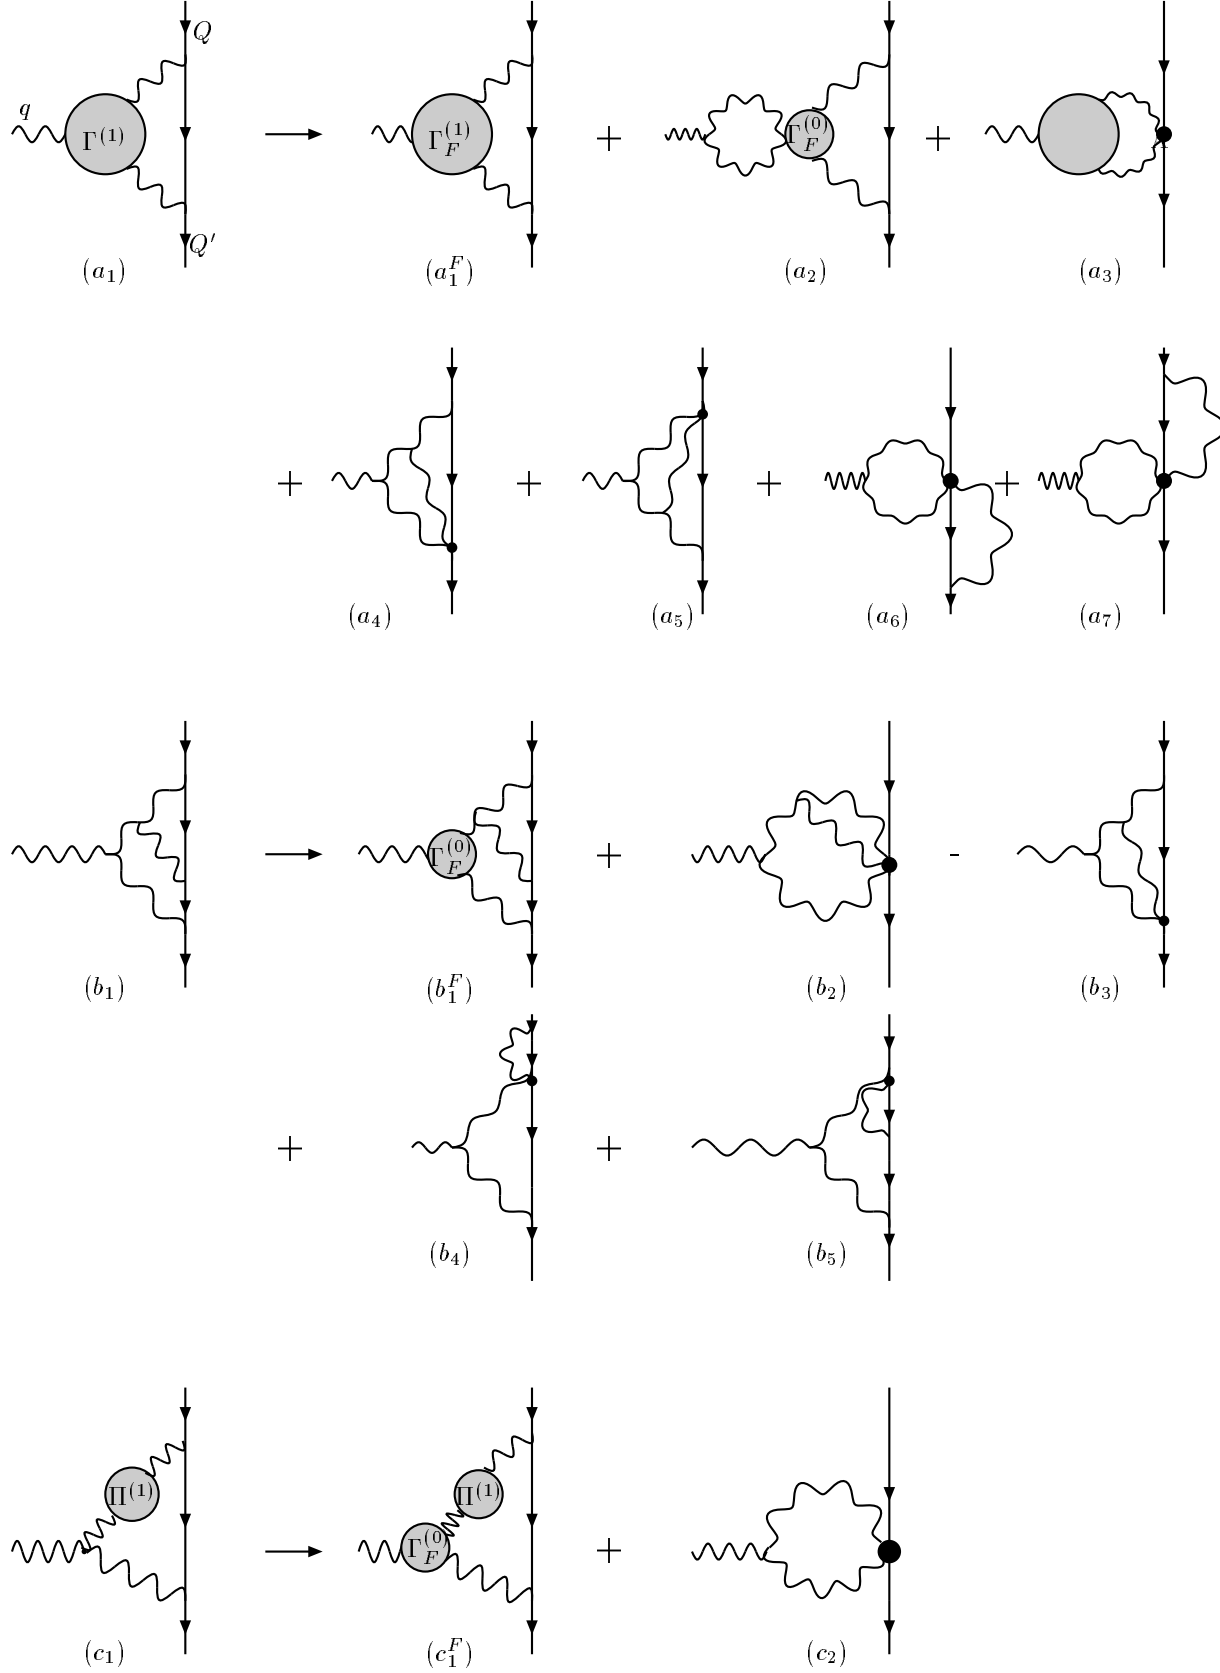 Q
q
Γ^{(1)} Γ_F^{(1)} + Γ_F^{(0)} +
Q′
(a_1) (a_1^F) (a_2) (a_3)
+ + + +
(a_4) (a_5) (a_6) (a_7)
Γ_F^{(0)} + -
(b_1) (b_1^F) (b_2) (b_3)
+ +
(b_4) (b_5)
Π^{(1)} Π^{(1)}
Γ_F^{(0)} +
(c_1) (c_1^F) (c_2)